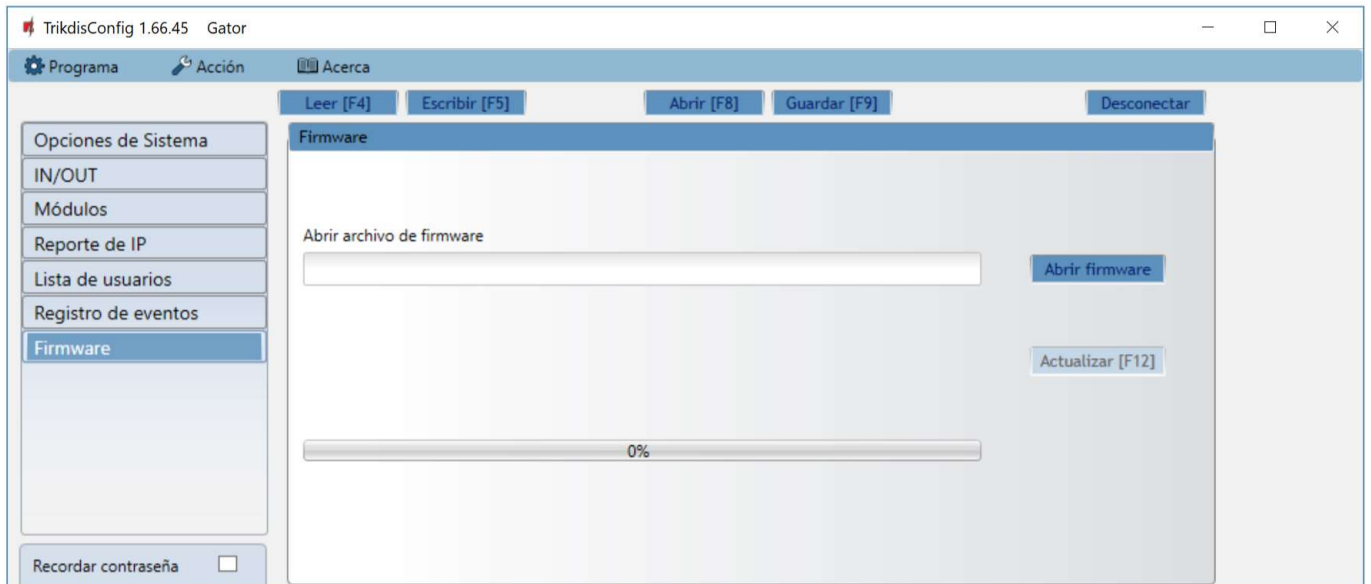 TrikdisConfig 1.66.45 Gator
Programa Acción Acerca
Leer [F4] Escribir [F5] Abrir [F8] Guardar [F9] Desconectar
Opciones de Sistema
IN/OUT
Módulos
Reporte de IP
Lista de usuarios
Registro de eventos
Firmware
Recordar contraseña
Firmware
Abrir archivo de firmware
Abrir firmware
Actualizar [F12]
0%